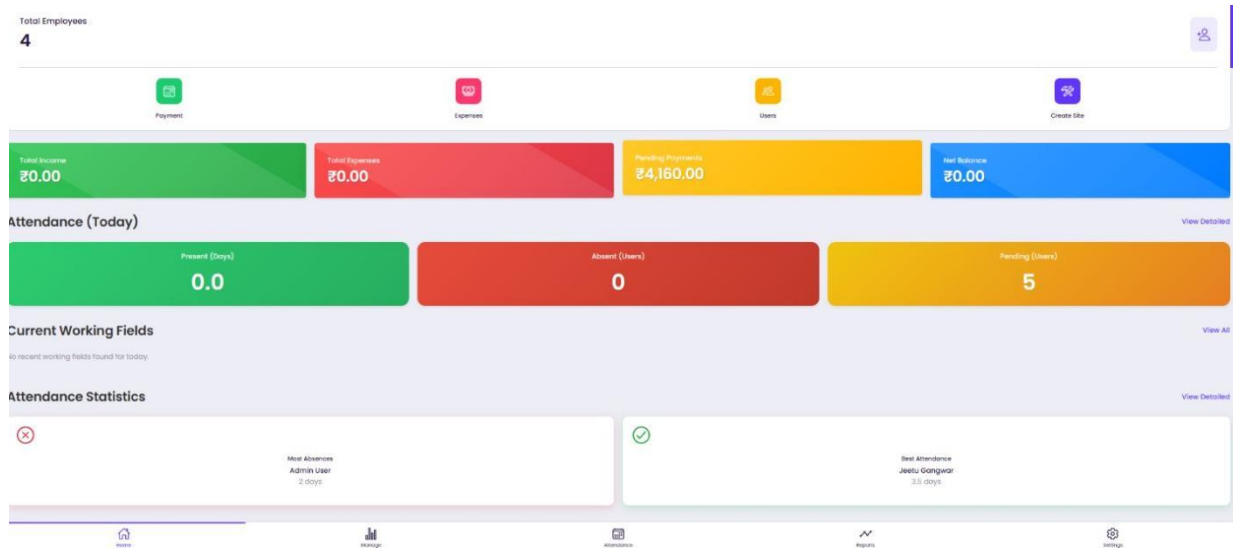 Total Employees
4
Payment
Expenses
Users
Create Site
Total Income
₹0.00
Total Expenses
₹0.00
Pending Payments
₹4,160.00
Net Balance
₹0.00
Attendance (Today)
View Detailed
Present (Days)
0.0
Absent (Users)
0
Pending (Users)
5
Current Working Fields
View All
No recent working fields found for today.
Attendance Statistics
View Detailed
Most Absences
Admin User
2 days
Best Attendance
Jeetu Gangwar
3.5 days
Home
Manage
Attendance
Reports
Settings